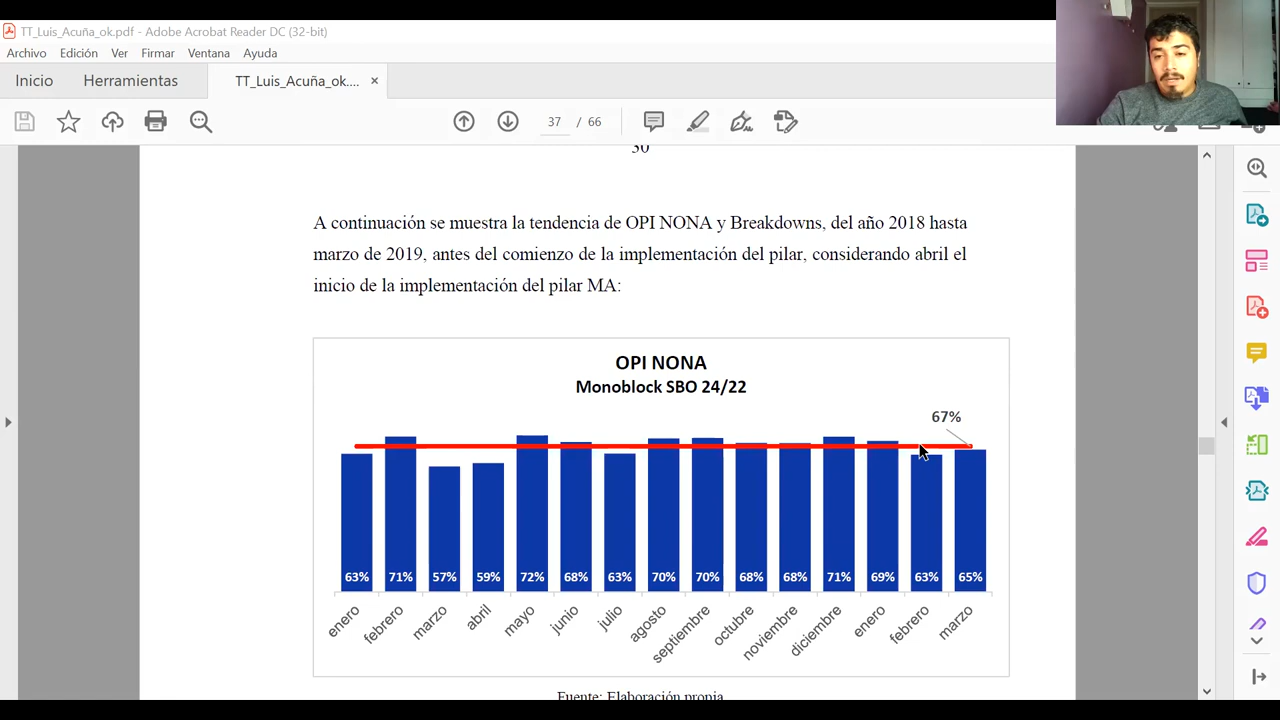 TT_Luis_Acuña_ok.pdf - Adobe Acrobat Reader DC (32-bit)
Archivo Edición Ver Firmar Ventana Ayuda
Inicio Herramientas TT_Luis_Acuña_ok.... ×
37 / 66
30
A continuación se muestra la tendencia de OPI NONA y Breakdowns, del año 2018 hasta
marzo de 2019, antes del comienzo de la implementación del pilar, considerando abril el
inicio de la implementación del pilar MA:
OPI NONA
Monoblock SBO 24/22
67%
63% 71% 57% 59% 72% 68% 63% 70% 70% 68% 68% 71% 69% 63% 65%
enero febrero marzo abril mayo junio julio agosto septiembre octubre noviembre diciembre enero febrero marzo
Fuente: Elaboración propia